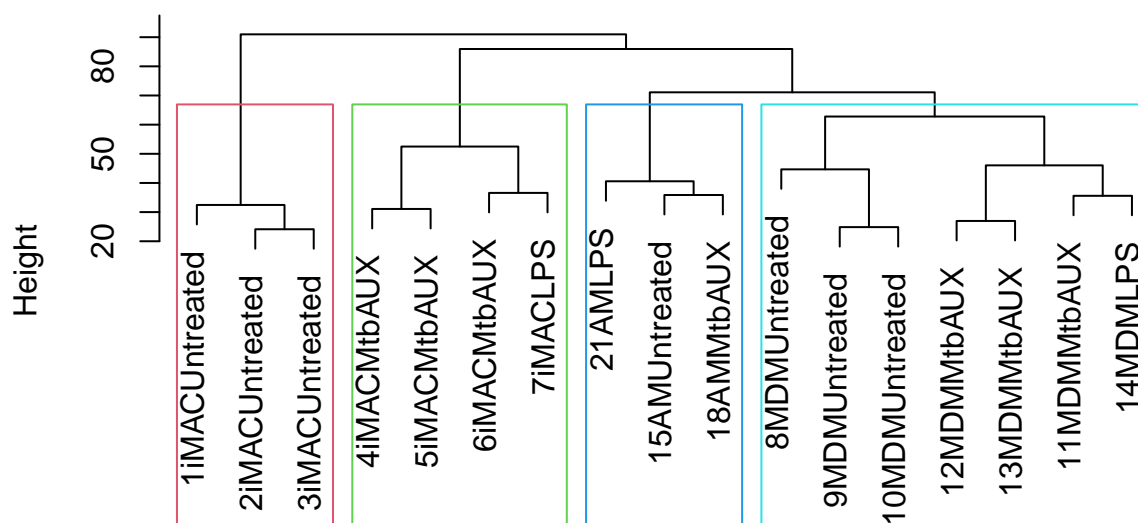 Height
80
50
20
1iMACUntreated
2iMACUntreated
3iMACUntreated
4iMACMtbAUX
5iMACMtbAUX
6iMACMtbAUX
7iMACLPS
21AMLPS
15AMUntreated
18AMMtbAUX
8MDMUntreated
9MDMUntreated
10MDMUntreated
12MDMMtbAUX
13MDMMtbAUX
11MDMMtbAUX
14MDMLPS